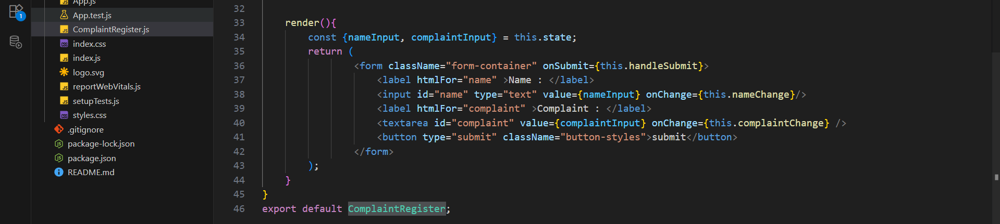 App.js
App.test.js
ComplaintRegister.js
index.css
index.js
logo.svg
reportWebVitals.js
setupTests.js
styles.css
.gitignore
package-lock.json
package.json
README.md
1
32
33 render(){
34 const {nameInput, complaintInput} = this.state;
35 return (
36 <form className="form-container" onSubmit={this.handleSubmit}>
37 <label htmlFor="name" >Name : </label>
38 <input id="name" type="text" value={nameInput} onChange={this.nameChange}/>
39 <label htmlFor="complaint" >Complaint : </label>
40 <textarea id="complaint" value={complaintInput} onChange={this.complaintChange} />
41 <button type="submit" className="button-styles">submit</button>
42 </form>
43 );
44 }
45 }
46 export default ComplaintRegister;